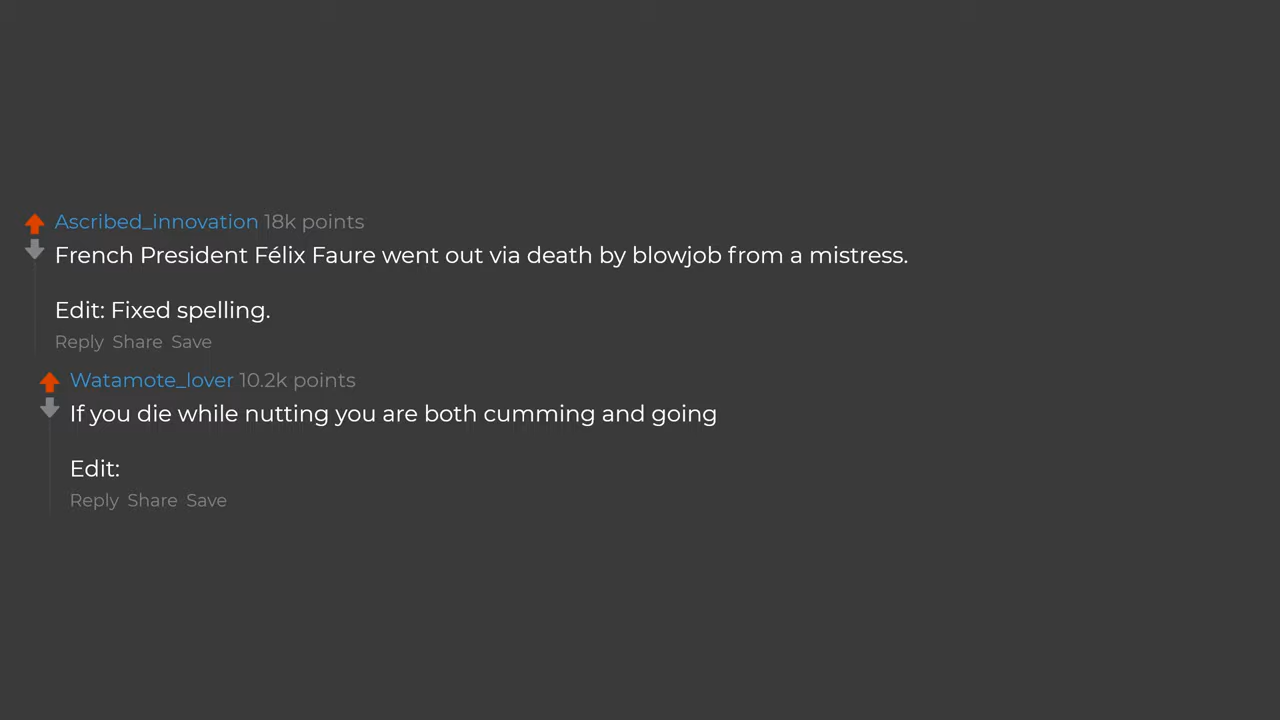 Ascribed_innovation 18k points
French President Félix Faure went out via death by blowjob from a mistress.
Edit: Fixed spelling.
Reply Share Save
Watamote_lover 10.2k points
If you die while nutting you are both cumming and going
Edit:
Reply Share Save